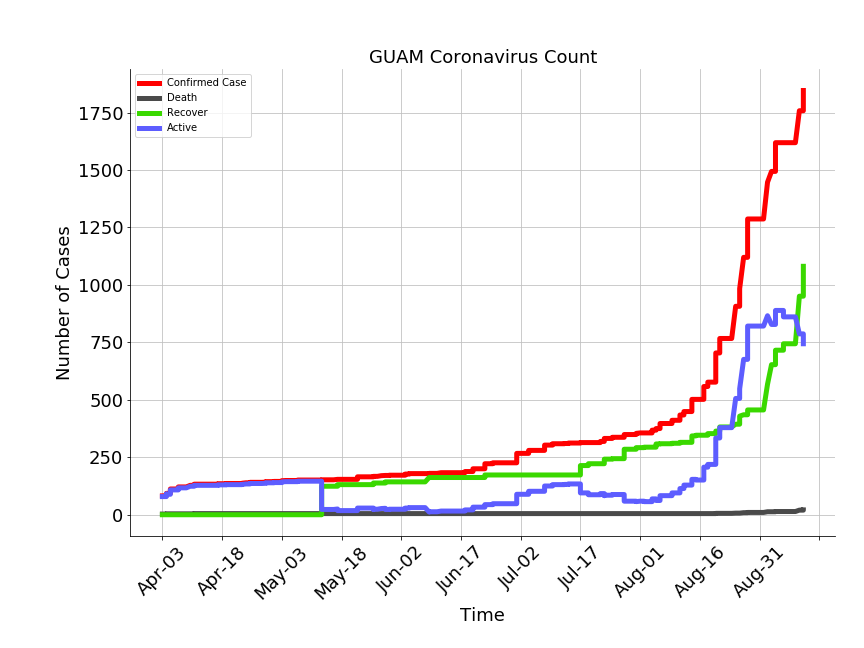 GUAM Coronavirus Count
Confirmed Case
Death
Recover
Active
Number of Cases
1750
1500
1250
1000
750
500
250
0
Apr-03
Apr-18
May-03
May-18
Jun-02
Jun-17
Jul-02
Jul-17
Aug-01
Aug-16
Aug-31
Time